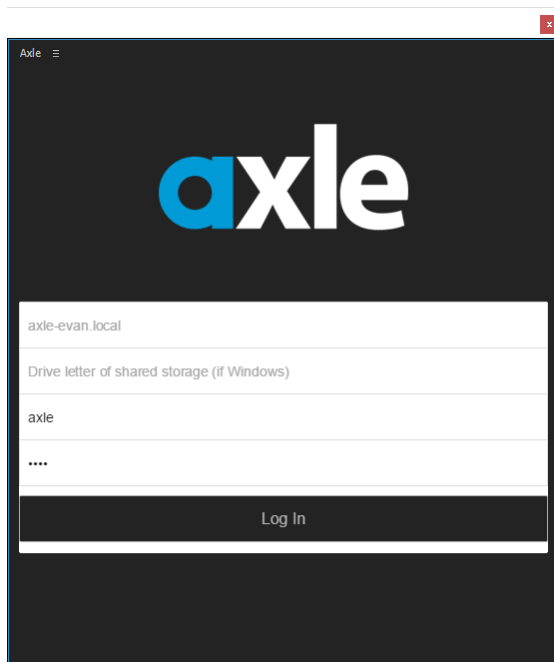 x
Axle ☰
axle
axle-evan.local
Drive letter of shared storage (if Windows)
axle
••••
Log In